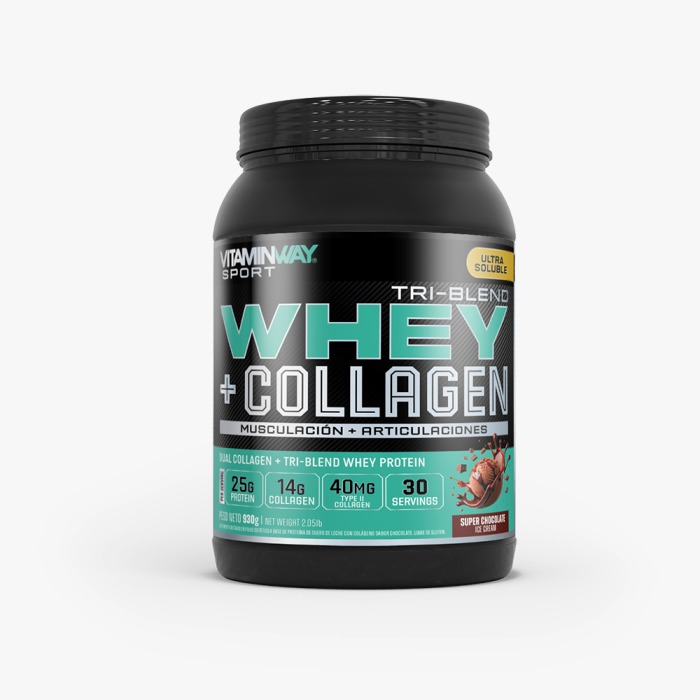 VITAMINWAY®
SPORT
ULTRA
SOLUBLE
TRI-BLEND
WHEY
+ COLLAGEN
MUSCULACIÓN + ARTICULACIONES
DUAL COLLAGEN + TRI-BLEND WHEY PROTEIN
25G
PROTEIN
14G
COLLAGEN
40MG
TYPE II
COLLAGEN
30
SERVINGS
PESO NETO 930g | NET WEIGHT 2.05lb
SUPER CHOCOLATE
ICE CREAM